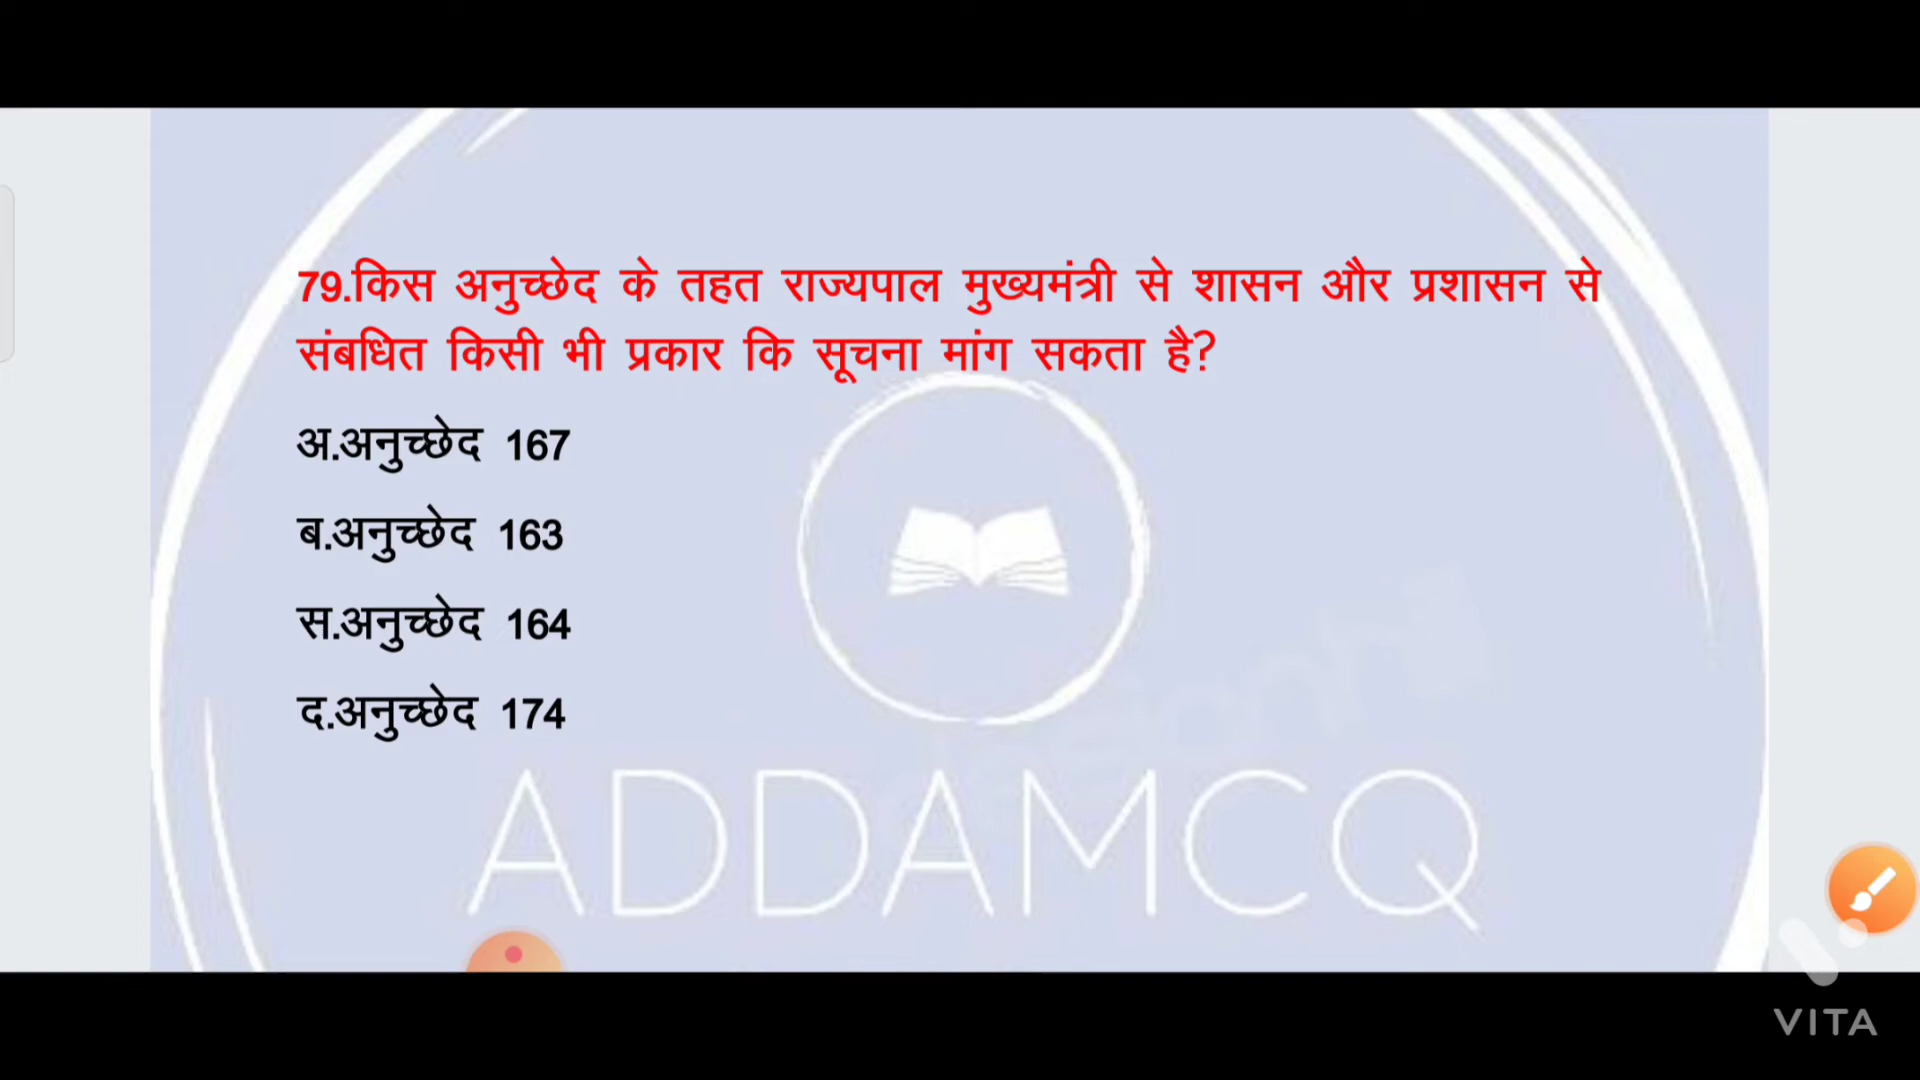 79.किस अनुच्छेद के तहत राज्यपाल मुख्यमंत्री से शासन और प्रशासन से
संबधित किसी भी प्रकार कि सूचना मांग सकता है?
अ.अनुच्छेद 167
ब.अनुच्छेद 163
स.अनुच्छेद 164
द.अनुच्छेद 174
ADDAMCQ
VITA